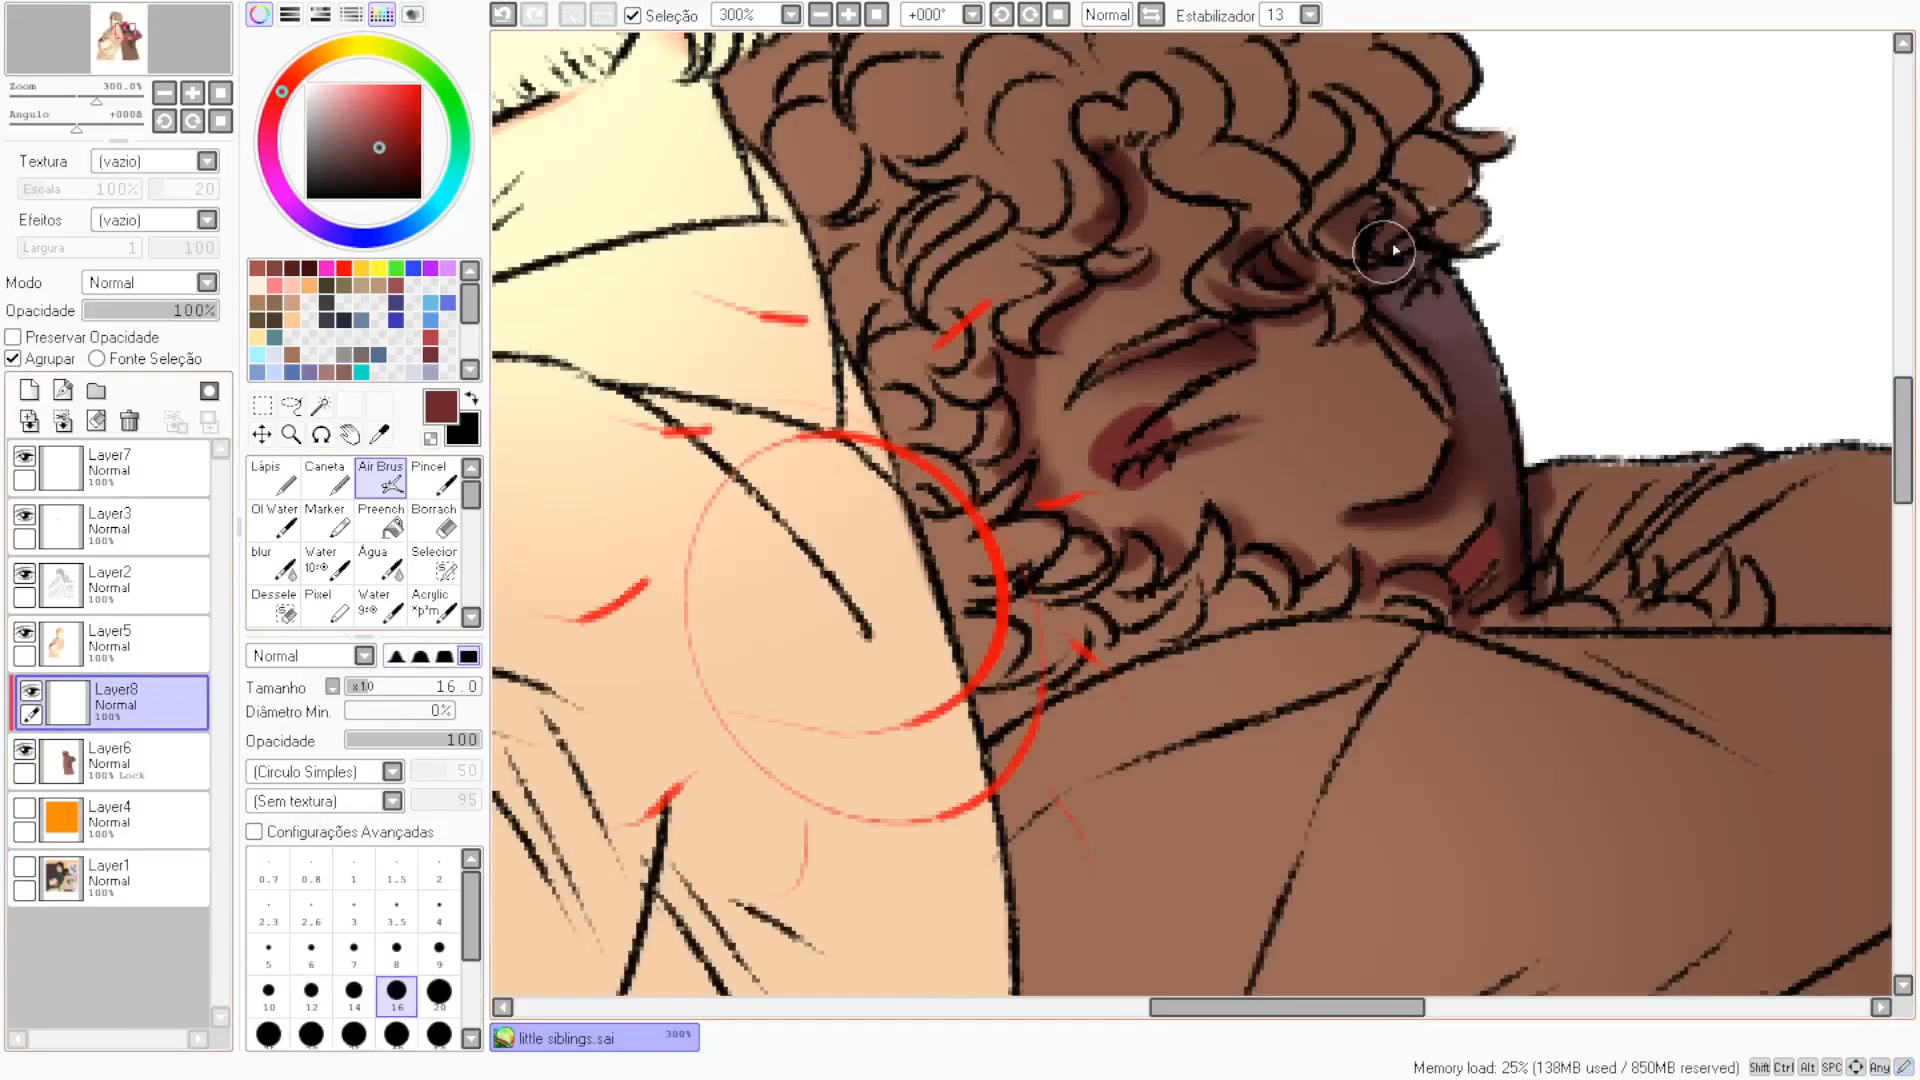 Seleção
300%
+000°
Normal
Estabilizador
13
Zoom
300.0%
Angulo
+000
Textura
(vazio)
Escala
100%
20
Efeitos
(vazio)
Largura
1
100
Modo
Normal
Opacidade
100%
Preservar Opacidade
Agrupar
Fonte Seleção
Layer7
Normal
100%
Layer3
Normal
100%
Layer2
Normal
100%
Layer5
Normal
100%
Layer8
Normal
100%
Layer6
Normal
100% Lock
Layer4
Normal
100%
Layer1
Normal
100%
Lápis
Caneta
Air Brus
Pincel
Ol Water
Marker
Preench
Borrach
blur
Water
10
Água
Selecior
Dessele
Pixel
Water
9
Acrylic
Normal
Tamanho
x10
16.0
Diâmetro Min.
0%
Opacidade
100
(Circulo Simples)
50
(Sem textura)
95
Configurações Avançadas
0.7
0.8
1
1.5
2
2.3
2.6
3
3.5
4
5
6
7
8
9
10
12
14
16
20
little siblings.sai
300%
Memory load: 25% (138MB used / 850MB reserved)
Shift
Ctrl
Alt
SPC
Any